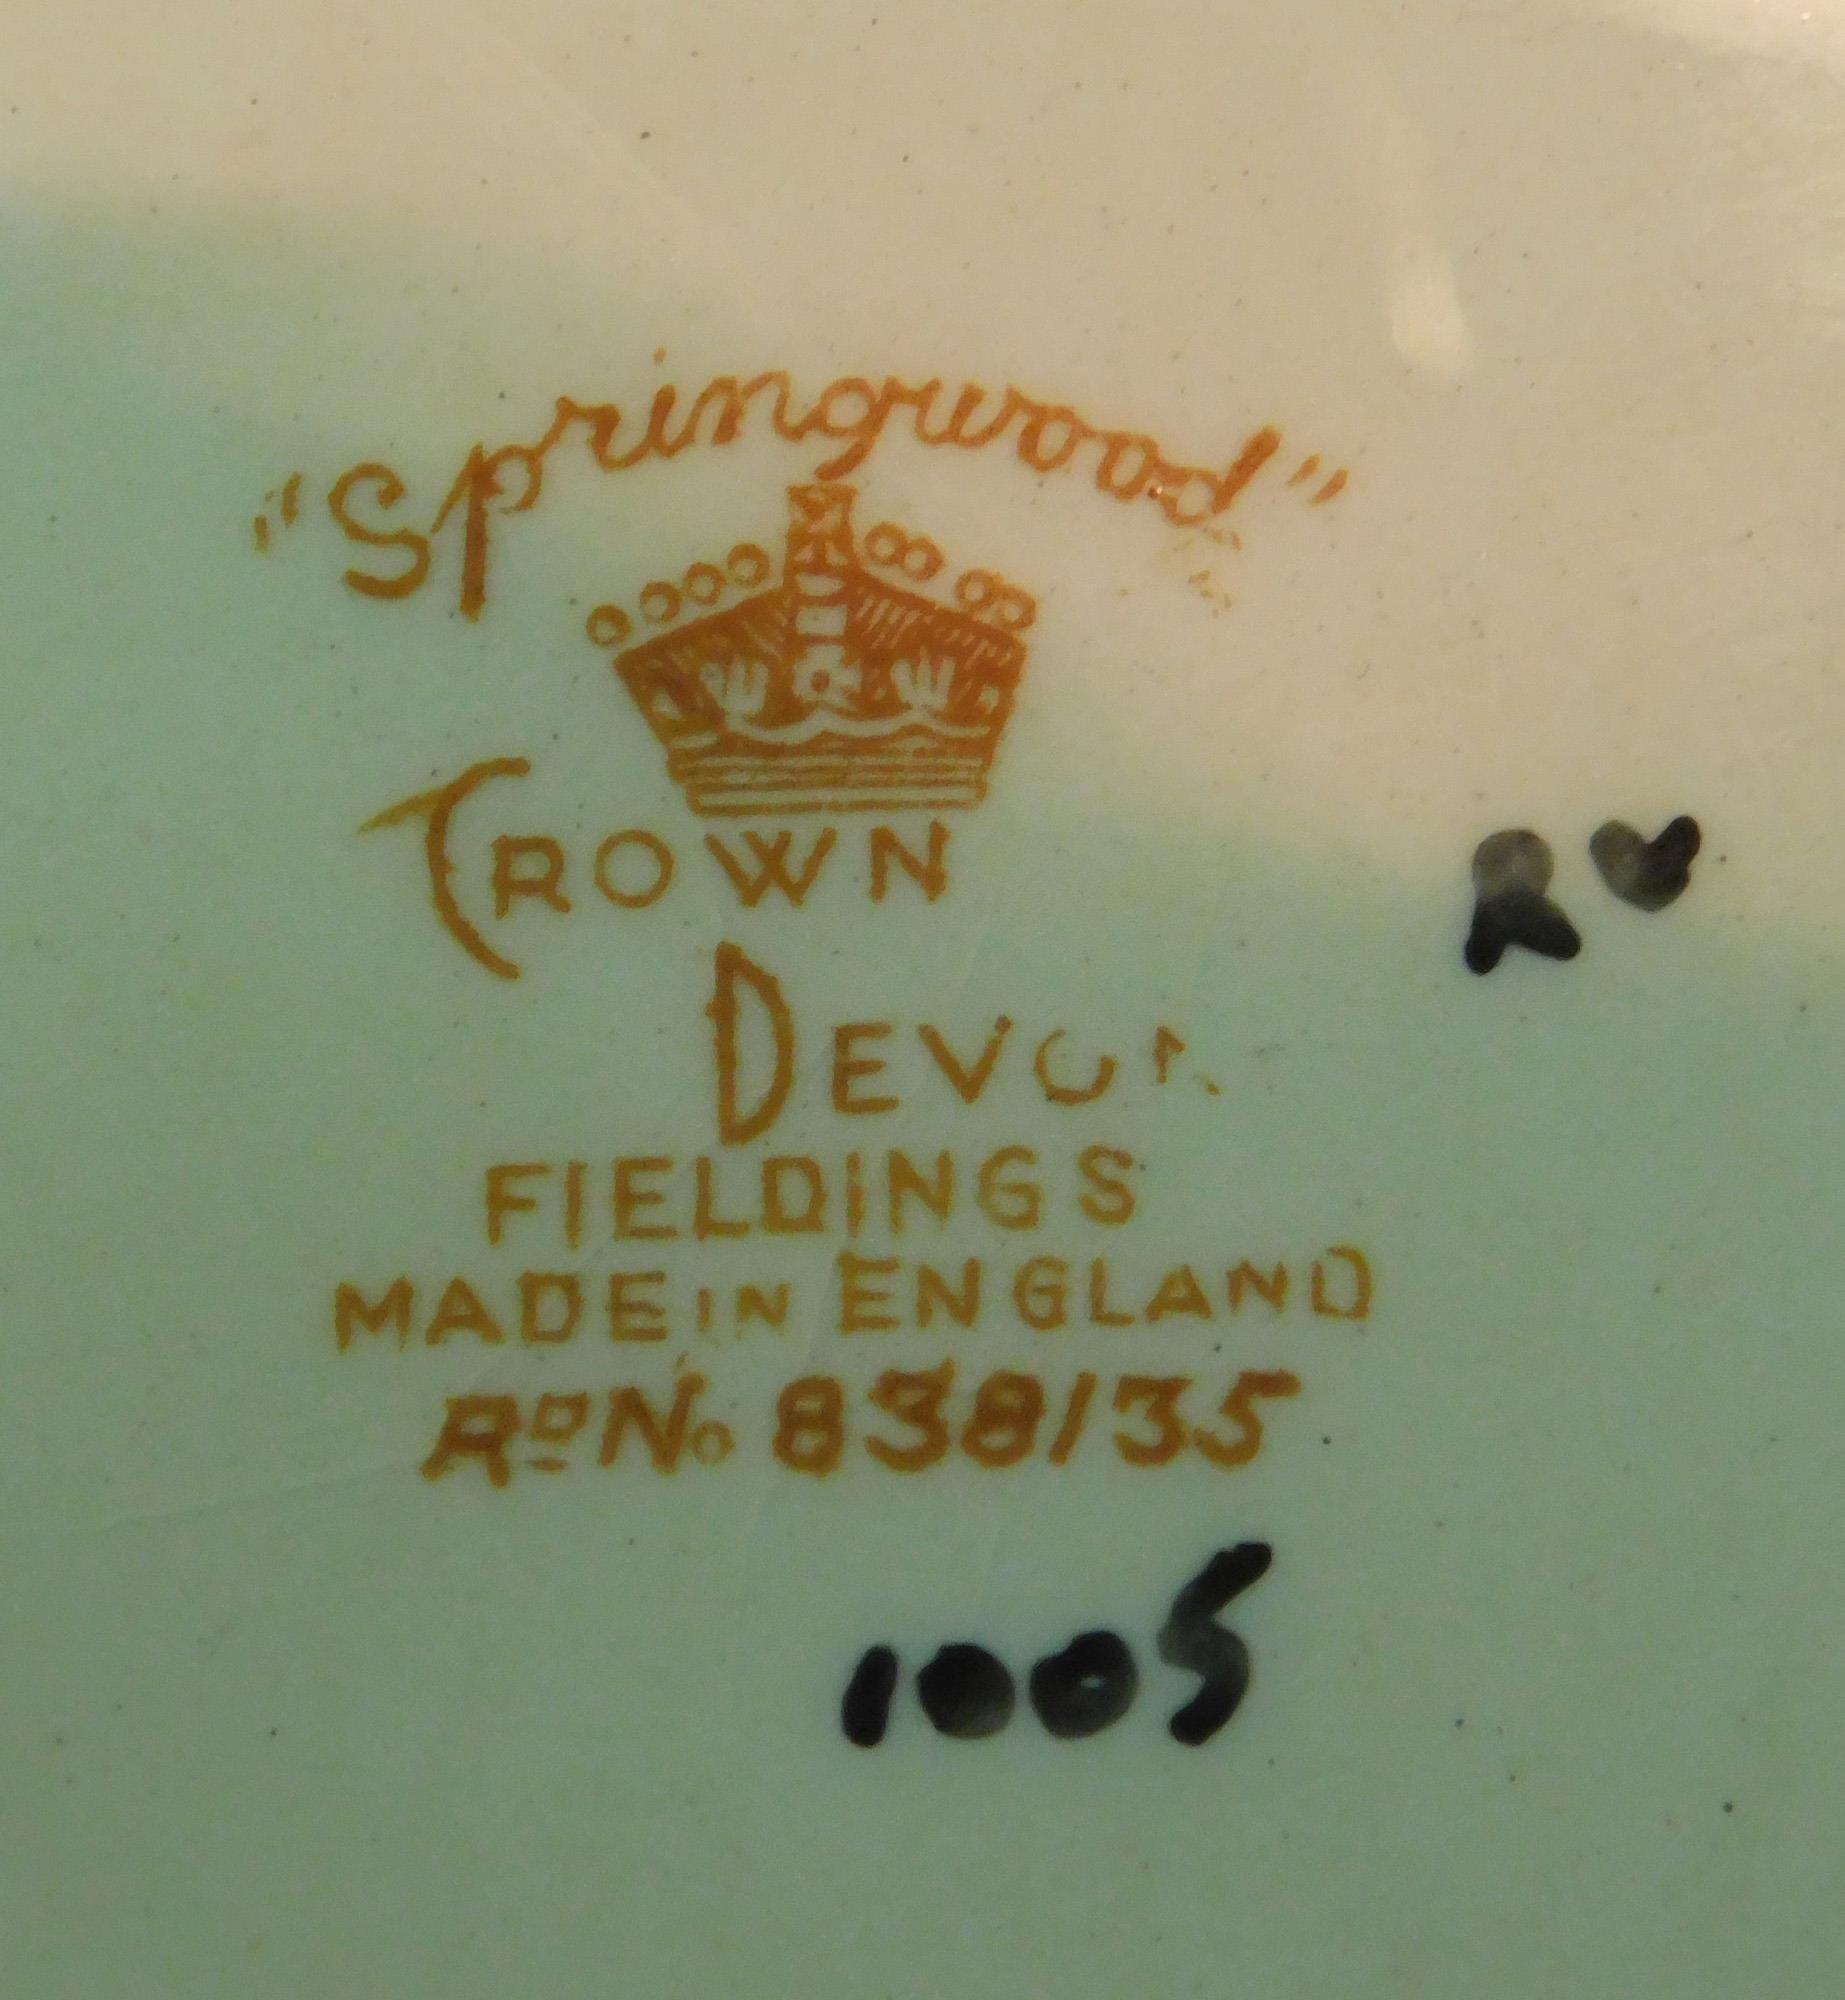 "Springwood"
CROWN
DEVON
FIELDINGS
MADE IN ENGLAND
RD No. 838135
1005